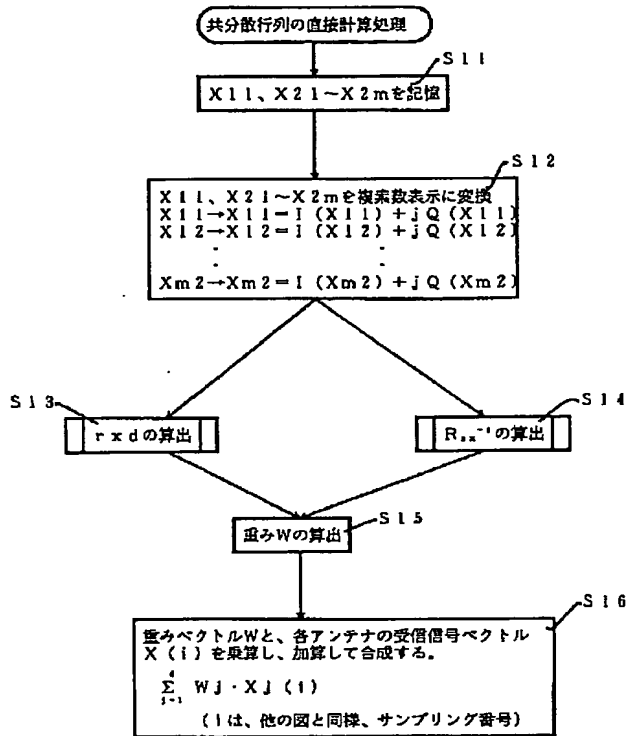 共分散行列の直接計算処理
S11
X11、X21~X2mを記憶
S12
X11、X21~X2mを複素数表示に変換
X11→X11=I(X11)+jQ(X11)
X12→X12=I(X12)+jQ(X12)
Xm2→Xm2=I(Xm2)+jQ(Xm2)
S13
rxdの算出
S14
Rxx⁻¹の算出
S15
重みWの算出
S16
重みベクトルWと、各アンテナの受信信号ベクトル
X(i)を乗算し、加算して合成する。
4
Σ Wj・Xj(i)
j=1
(iは、他の図と同様、サンプリング番号)